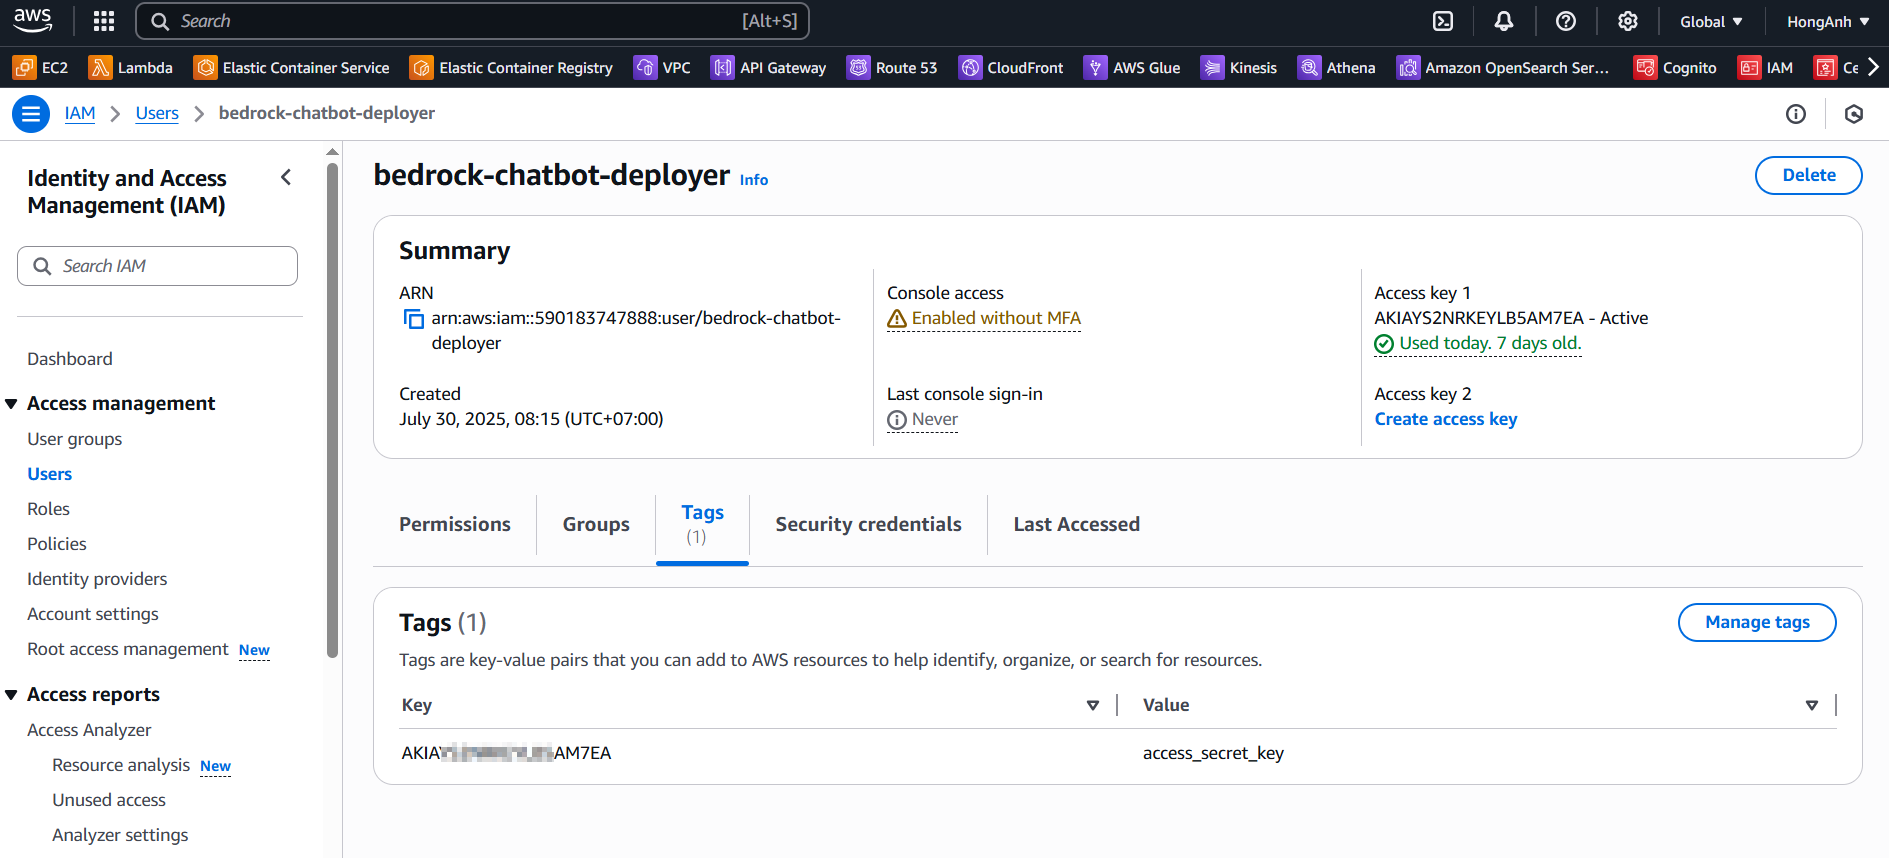 aws
Search [Alt+S]
Global HongAnh
EC2 Lambda Elastic Container Service Elastic Container Registry VPC API Gateway Route 53 CloudFront AWS Glue Kinesis Athena Amazon OpenSearch Ser... Cognito IAM Ce
IAM Users bedrock-chatbot-deployer
Identity and Access
Management (IAM)
Search IAM
Dashboard
Access management
User groups
Users
Roles
Policies
Identity providers
Account settings
Root access management New
Access reports
Access Analyzer
Resource analysis New
Unused access
Analyzer settings
bedrock-chatbot-deployer Info
Delete
Summary
ARN
arn:aws:iam::590183747888:user/bedrock-chatbot-
deployer
Created
July 30, 2025, 08:15 (UTC+07:00)
Console access
Enabled without MFA
Last console sign-in
Never
Access key 1
AKIAYS2NRKEYLB5AM7EA - Active
Used today. 7 days old.
Access key 2
Create access key
Permissions
Groups
Tags
(1)
Security credentials
Last Accessed
Tags (1)
Manage tags
Tags are key-value pairs that you can add to AWS resources to help identify, organize, or search for resources.
Key Value
AKIA AM7EA access_secret_key